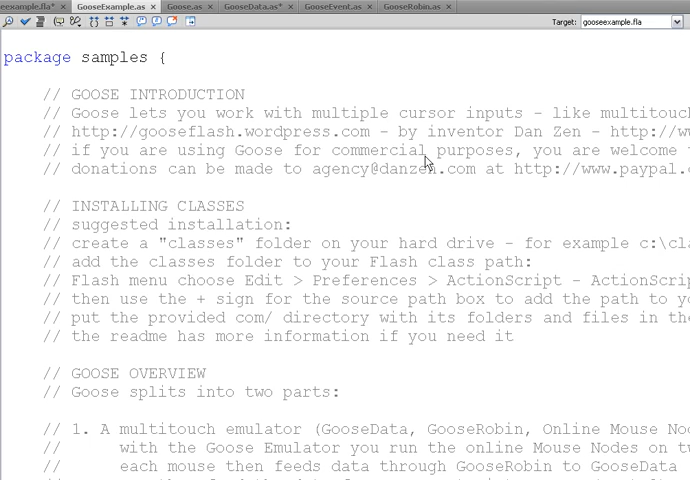 eexample.fla* GooseExample.as Goose.as GooseData.as* GooseEvent.as GooseRobin.as
Target: gooseexample.fla
package samples {
// GOOSE INTRODUCTION
// Goose lets you work with multiple cursor inputs - like multitouch
// http://gooseflash.wordpress.com - by inventor Dan Zen - http://ww
// if you are using Goose for commercial purposes, you are welcome
// donations can be made to agency@danzen.com at http://www.paypal.
// INSTALLING CLASSES
// suggested installation:
// create a "classes" folder on your hard drive - for example c:\cla
// add the classes folder to your Flash class path:
// Flash menu choose Edit > Preferences > ActionScript - ActionScrip
// then use the + sign for the source path box to add the path to yo
// put the provided com/ directory with its folders and files in the
// the readme has more information if you need it
// GOOSE OVERVIEW
// Goose splits into two parts:
// 1. A multitouch emulator (GooseData, GooseRobin, Online Mouse Nod
// with the Goose Emulator you run the online Mouse Nodes on tw
// each mouse then feeds data through GooseRobin to GooseData